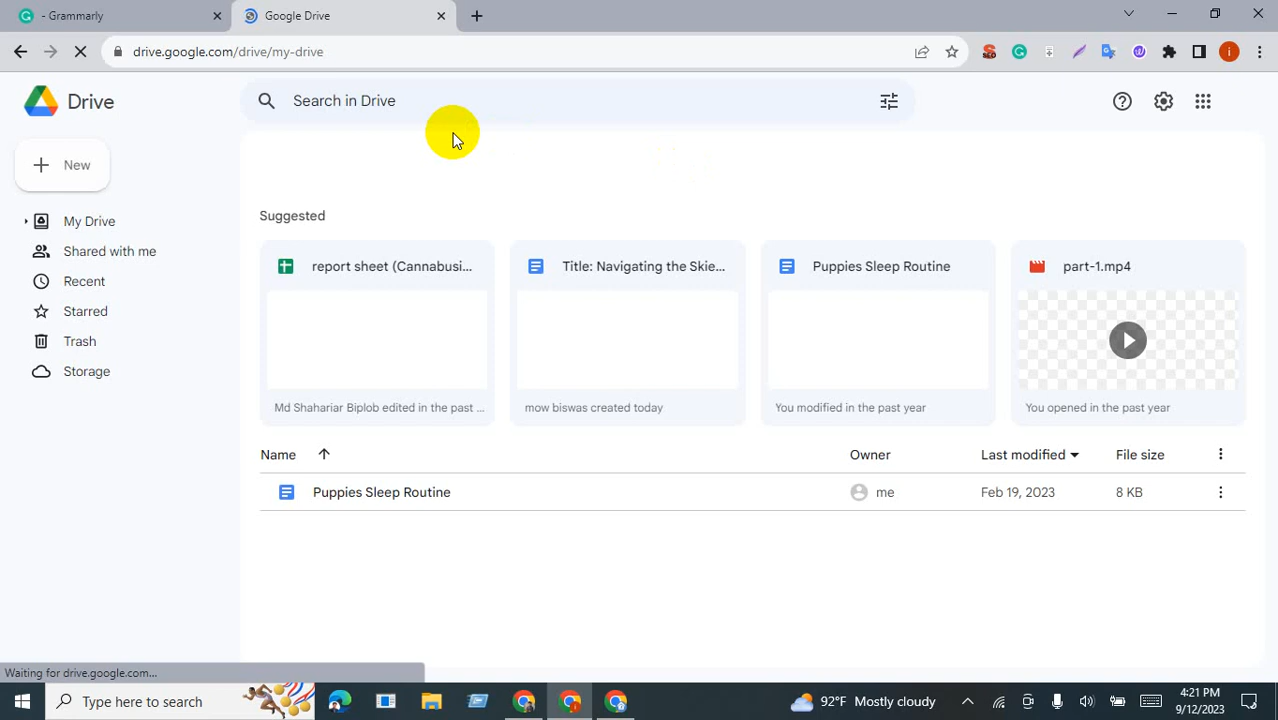 - Grammarly
Google Drive
drive.google.com/drive/my-drive
SEO
i
Drive
Search in Drive
New
My Drive
Shared with me
Recent
Starred
Trash
Storage
Suggested
report sheet (Cannabusi...
Title: Navigating the Skie...
Puppies Sleep Routine
part-1.mp4
Md Shahariar Biplob edited in the past ...
mow biswas created today
You modified in the past year
You opened in the past year
Name
Owner
Last modified
File size
Puppies Sleep Routine
me
Feb 19, 2023
8 KB
Waiting for drive.google.com...
Type here to search
92°F Mostly cloudy
4:21 PM
9/12/2023